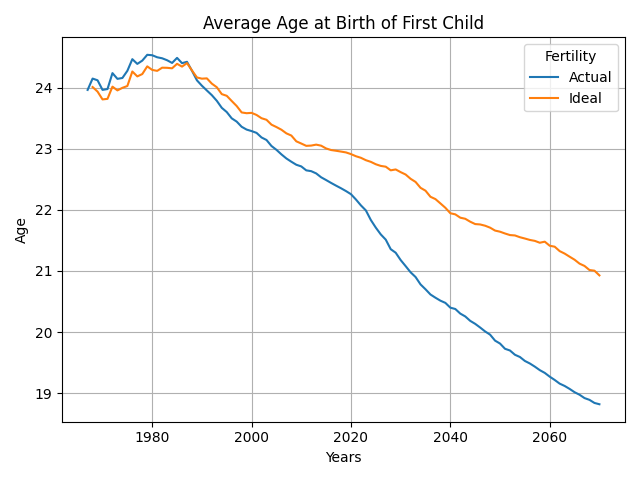 Average Age at Birth of First Child
Fertility
Actual
Ideal
Age
24
23
22
21
20
19
1980
2000
2020
2040
2060
Years